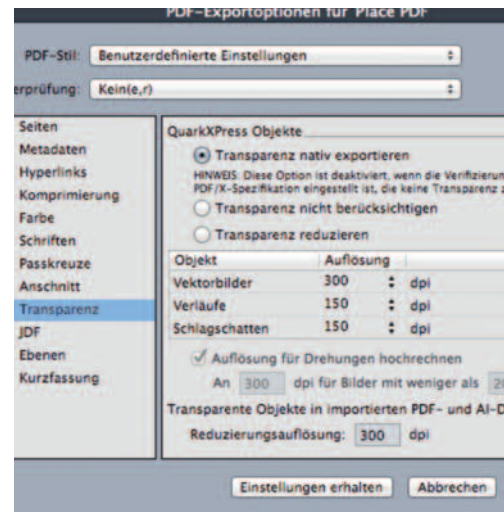 PDF-Exportoptionen für Place PDF
PDF-Stil: Benutzerdefinierte Einstellungen
erprüfung: Kein(e,r)
Seiten
Metadaten
Hyperlinks
Komprimierung
Farbe
Schriften
Passkreuze
Anschnitt
Transparenz
JDF
Ebenen
Kurzfassung
QuarkXPress Objekte
Transparenz nativ exportieren
HINWEIS: Diese Option ist deaktiviert, wenn die Verifizierun
PDF/X-Spezifikation eingestellt ist, die keine Transparenz z
Transparenz nicht berücksichtigen
Transparenz reduzieren
Objekt Auflösung
Vektorbilder 300 dpi
Verläufe 150 dpi
Schlagschatten 150 dpi
Auflösung für Drehungen hochrechnen
An 300 dpi für Bilder mit weniger als 20
Transparente Objekte in importierten PDF- und AI-D
Reduzierungsauflösung: 300 dpi
Einstellungen erhalten Abbrechen